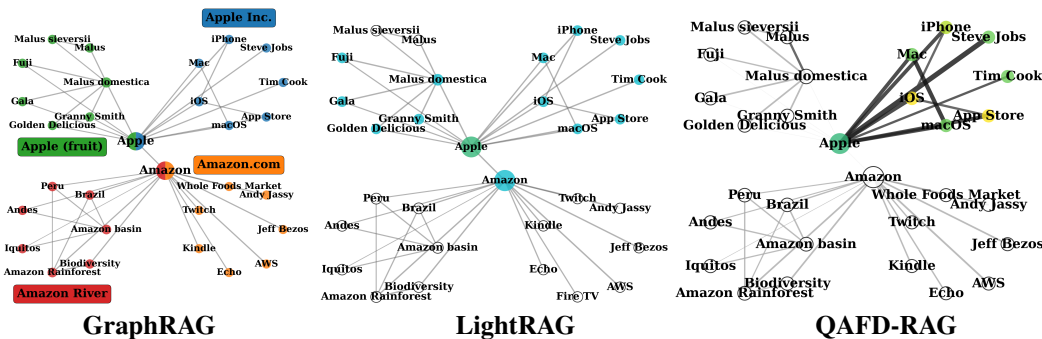 Apple Inc.
Malus sieversii
Malus
iPhone
Steve Jobs
Fuji
Mac
Malus domestica
Tim Cook
Gala
iOS
Granny Smith
App Store
Golden Delicious
macOS
Apple
Apple (fruit)
Amazon.com
Amazon
Peru
Brazil
Whole Foods Market
Andy Jassy
Andes
Twitch
Amazon basin
Jeff Bezos
Iquitos
Kindle
Biodiversity
AWS
Amazon Rainforest
Echo
Amazon River
GraphRAG
Malus sieversii
Malus
iPhone
Steve Jobs
Fuji
Mac
Malus domestica
Tim Cook
Gala
iOS
Granny Smith
App Store
Golden Delicious
macOS
Apple
Amazon
Peru
Brazil
Twitch
Andy Jassy
Andes
Kindle
Amazon basin
Jeff Bezos
Iquitos
Echo
Biodiversity
AWS
Amazon Rainforest
Fire TV
LightRAG
Malus sieversii
Malus
iPhone
Steve Jobs
Fuji
Mac
Malus domestica
Tim Cook
Gala
iOS
Granny Smith
App Store
Golden Delicious
macOS
Apple
Amazon
Peru
Brazil
Whole Foods Market
Andy Jassy
Andes
Twitch
Amazon basin
Jeff Bezos
Iquitos
Kindle
Biodiversity
AWS
Amazon Rainforest
Echo
QAFD-RAG